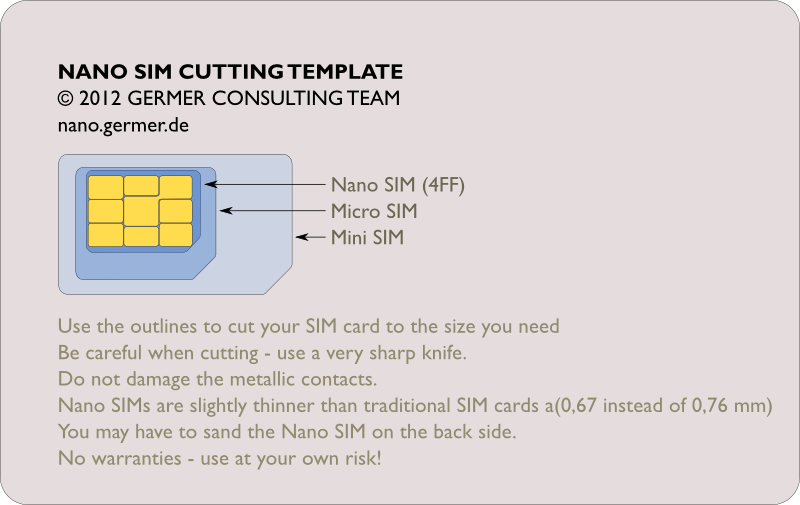 NANO SIM CUTTING TEMPLATE
© 2012 GERMER CONSULTING TEAM
nano.germer.de
Nano SIM (4FF)
Micro SIM
Mini SIM
Use the outlines to cut your SIM card to the size you need
Be careful when cutting - use a very sharp knife.
Do not damage the metallic contacts.
Nano SIMs are slightly thinner than traditional SIM cards a(0,67 instead of 0,76 mm)
You may have to sand the Nano SIM on the back side.
No warranties - use at your own risk!